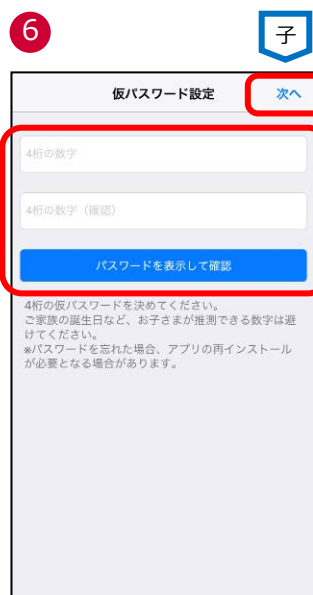 6
子
仮パスワード設定
次へ
4桁の数字
4桁の数字（確認）
パスワードを表示して確認
4桁の仮パスワードを決めてください。
ご家族の誕生日など、お子さまが推測できる数字は避
けてください。
※パスワードを忘れた場合、アプリの再インストール
が必要となる場合があります。